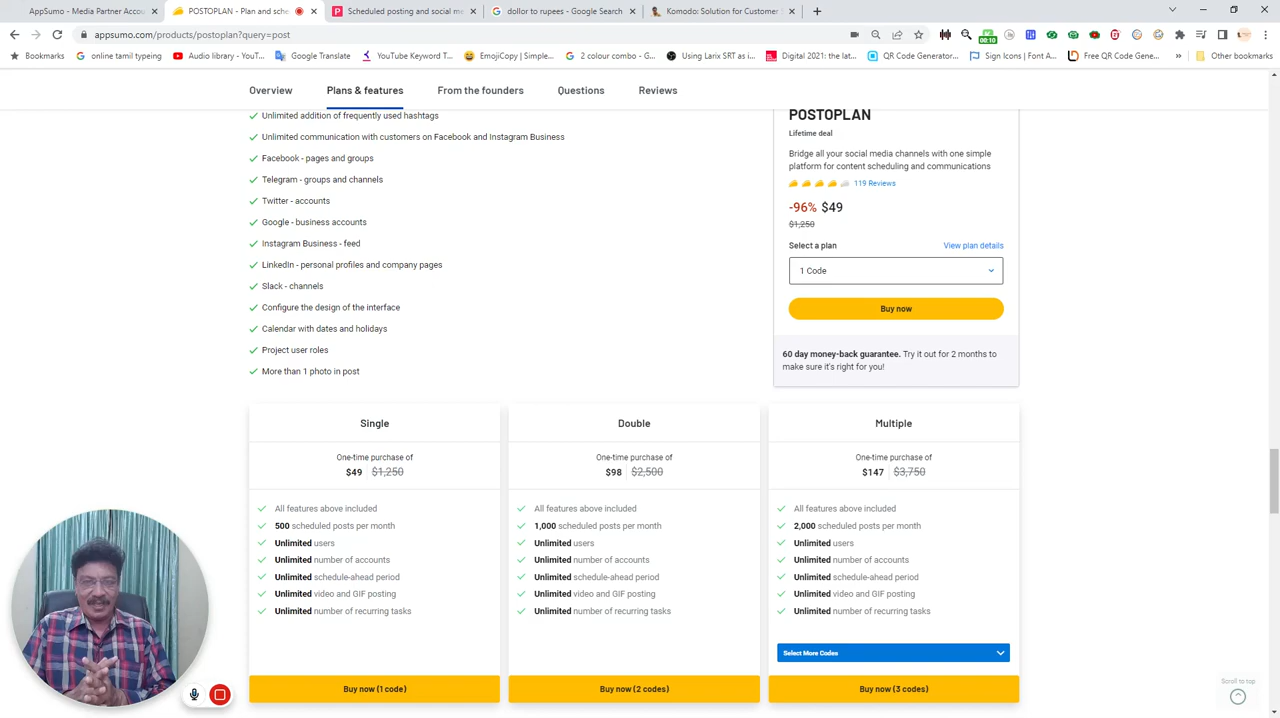 AppSumo - Manage your Account
POSTOPLAN - Plan and sch
Scheduled posting and social me
dollor to rupees - Google Search
Komodo: Seamless Screen Record
appsumo.com/products/postoplan?query=post
00:10
Bookmarks
online tamil typing
Audio library - YouT...
Google Translate
YouTube Keyword T...
EmojiCopy | Simple...
2 colour combo - G...
Using Larix SRT as i...
Digital 2021: the lat...
QR Code Generator...
Sign Icons | Font A...
Free QR Code Gene...
»
Other bookmarks
Overview
Plans & features
From the founders
Questions
Reviews
Unlimited addition of frequently used hashtags
Unlimited communication with customers on Facebook and Instagram Business
Facebook - pages and groups
Telegram - groups and channels
Twitter - accounts
Google - business accounts
Instagram Business - feed
LinkedIn - personal profiles and company pages
Slack - channels
Configure the design of the interface
Calendar with dates and holidays
Project user roles
More than 1 photo in post
POSTOPLAN
Lifetime deal
Bridge all your social media channels with one simple
platform for content scheduling and communications
119 Reviews
-96% $49
$1,250
Select a plan
View plan details
1 Code
Buy now
60 day money-back guarantee. Try it out for 2 months to
make sure it's right for you!
Single
One-time purchase of
$49 $1,250
All features above included
500 scheduled posts per month
Unlimited users
Unlimited number of accounts
Unlimited schedule-ahead period
Unlimited video and GIF posting
Unlimited number of recurring tasks
Buy now (1 code)
Double
One-time purchase of
$98 $2,500
All features above included
1,000 scheduled posts per month
Unlimited users
Unlimited number of accounts
Unlimited schedule-ahead period
Unlimited video and GIF posting
Unlimited number of recurring tasks
Buy now (2 codes)
Multiple
One-time purchase of
$147 $3,750
All features above included
2,000 scheduled posts per month
Unlimited users
Unlimited number of accounts
Unlimited schedule-ahead period
Unlimited video and GIF posting
Unlimited number of recurring tasks
Select More Codes
Buy now (3 codes)
Scroll to top